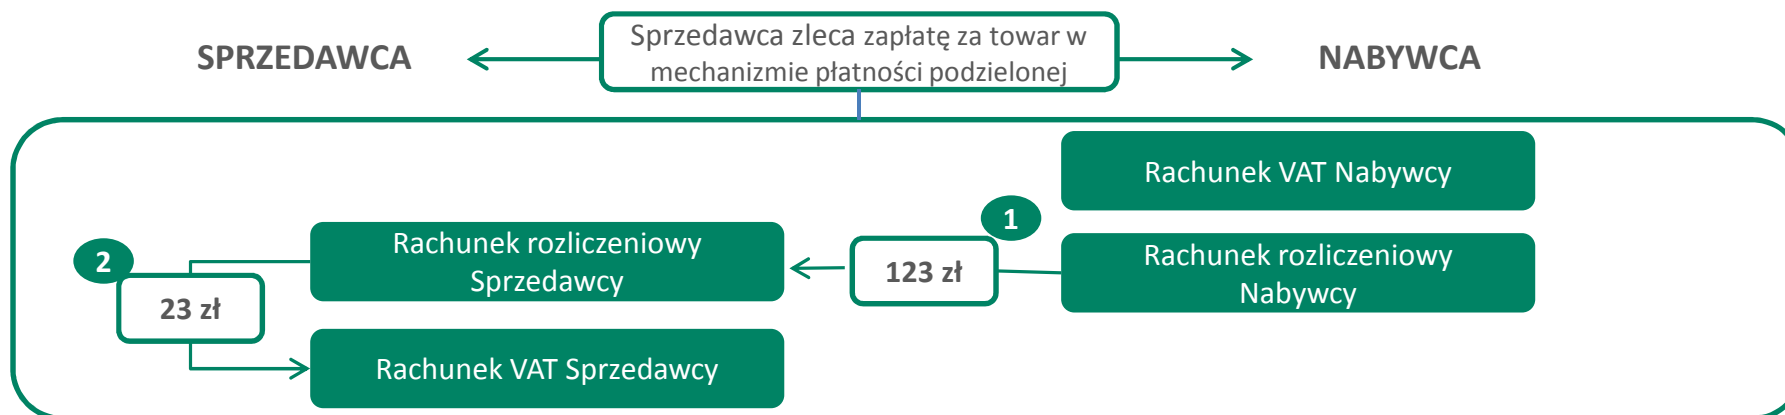 SPRZEDAWCA
Sprzedawca zleca zapłatę za towar w
mechanizmie płatności podzielonej
NABYWCA
Rachunek VAT Nabywcy
1
Rachunek rozliczeniowy
Nabywcy
123 zł
Rachunek rozliczeniowy
Sprzedawcy
2
23 zł
Rachunek VAT Sprzedawcy